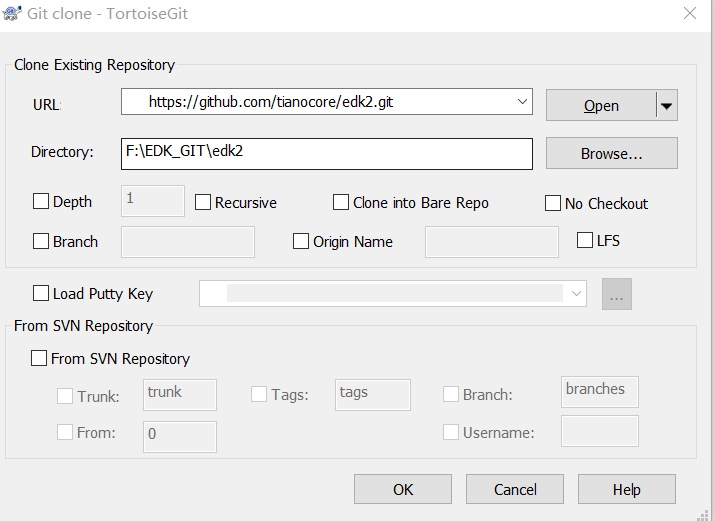 Git clone - TortoiseGit
Clone Existing Repository
URL: https://github.com/tianocore/edk2.git Open
Directory: F:\EDK_GIT\edk2 Browse...
Depth 1 Recursive Clone into Bare Repo No Checkout
Branch Origin Name LFS
Load Putty Key ...
From SVN Repository
From SVN Repository
Trunk: trunk Tags: tags Branch: branches
From: 0 Username:
OK Cancel Help